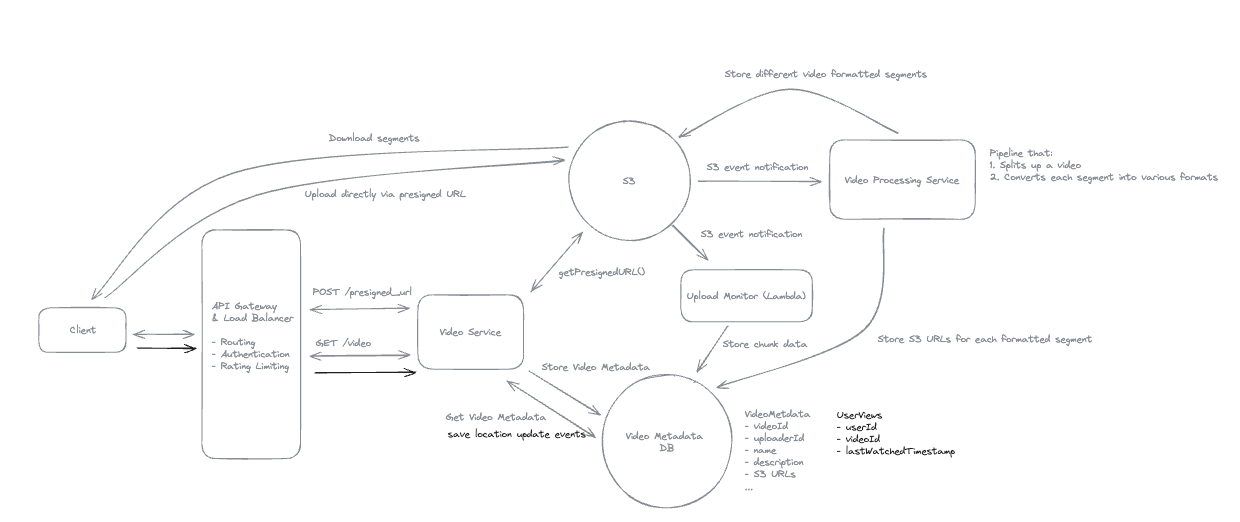 Store different video formatted segments
Download segments
Upload directly via presigned URL
S3
S3 event notification
Video Processing Service
Pipeline that:
1. Splits up a video
2. Converts each segment into various formats
S3 event notification
getPresignedURL()
Upload Monitor (Lambda)
Client
API Gateway
& Load Balancer
- Routing
- Authentication
- Rating Limiting
POST /presigned_url
GET /video
Video Service
Store chunk data
Store S3 URLs for each formatted segment
Store Video Metadata
Get Video Metadata
save location update events
Video Metadata
DB
VideoMetdata
- videoId
- uploaderId
- name
- description
- S3 URLs
...
UserViews
- userId
- videoId
- lastWatchedTimestamp